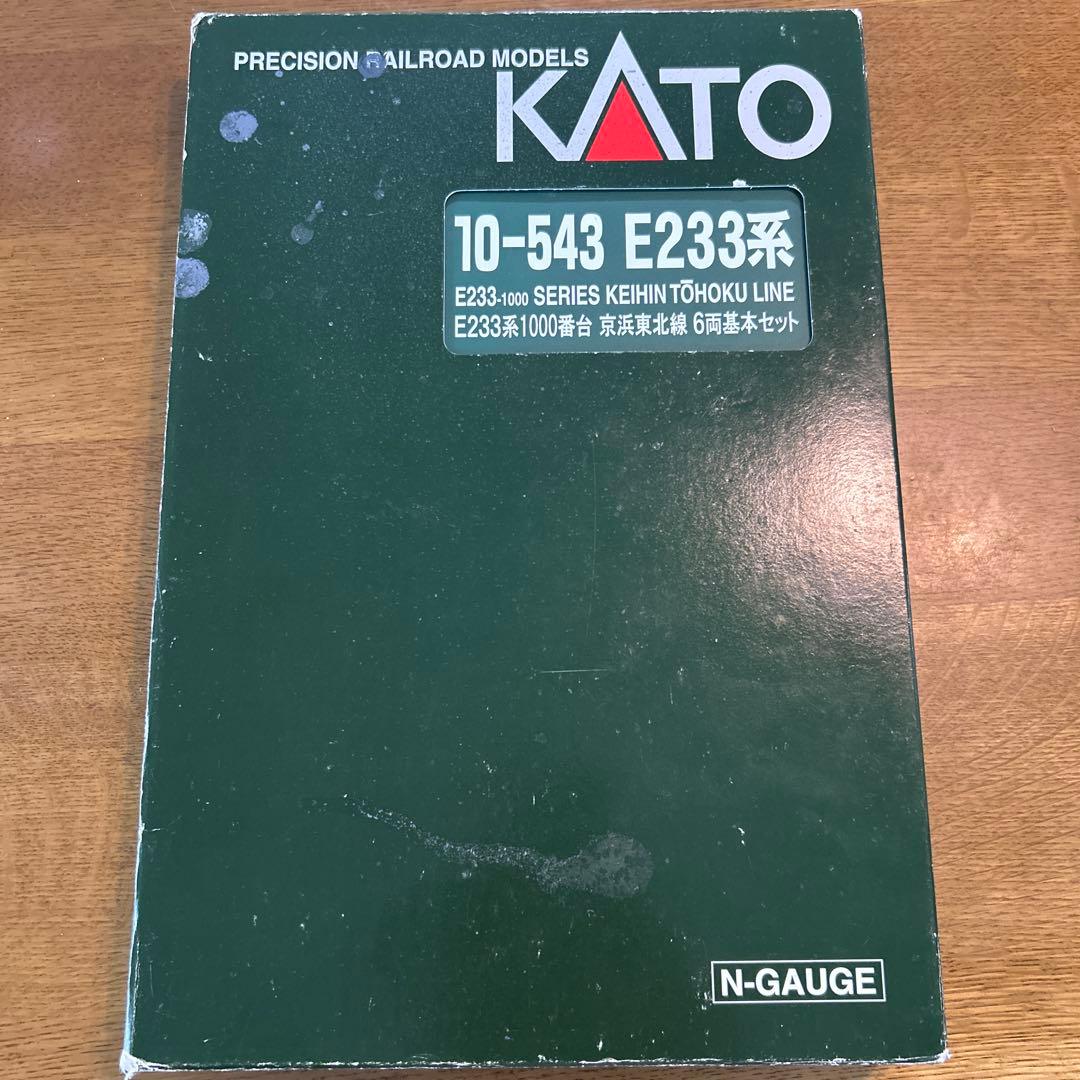 PRECISION RAILROAD MODELS
KATO
10-543 E233系
E233-1000 SERIES KEIHIN TŌHOKU LINE
E233系1000番台 京浜東北線 6両基本セット
N-GAUGE